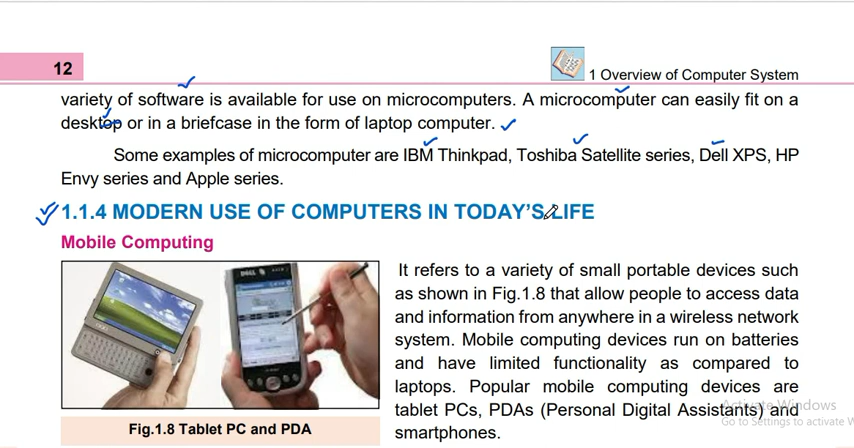 12
1 Overview of Computer System
variety of software is available for use on microcomputers. A microcomputer can easily fit on a
desktop or in a briefcase in the form of laptop computer.
Some examples of microcomputer are IBM Thinkpad, Toshiba Satellite series, Dell XPS, HP
Envy series and Apple series.
1.1.4 MODERN USE OF COMPUTERS IN TODAY'S LIFE
Mobile Computing
DELL
It refers to a variety of small portable devices such
as shown in Fig.1.8 that allow people to access data
and information from anywhere in a wireless network
system. Mobile computing devices run on batteries
and have limited functionality as compared to
laptops. Popular mobile computing devices are
tablet PCs, PDAs (Personal Digital Assistants) and
smartphones.
Fig.1.8 Tablet PC and PDA
Activate Windows
Go to Settings to activate W